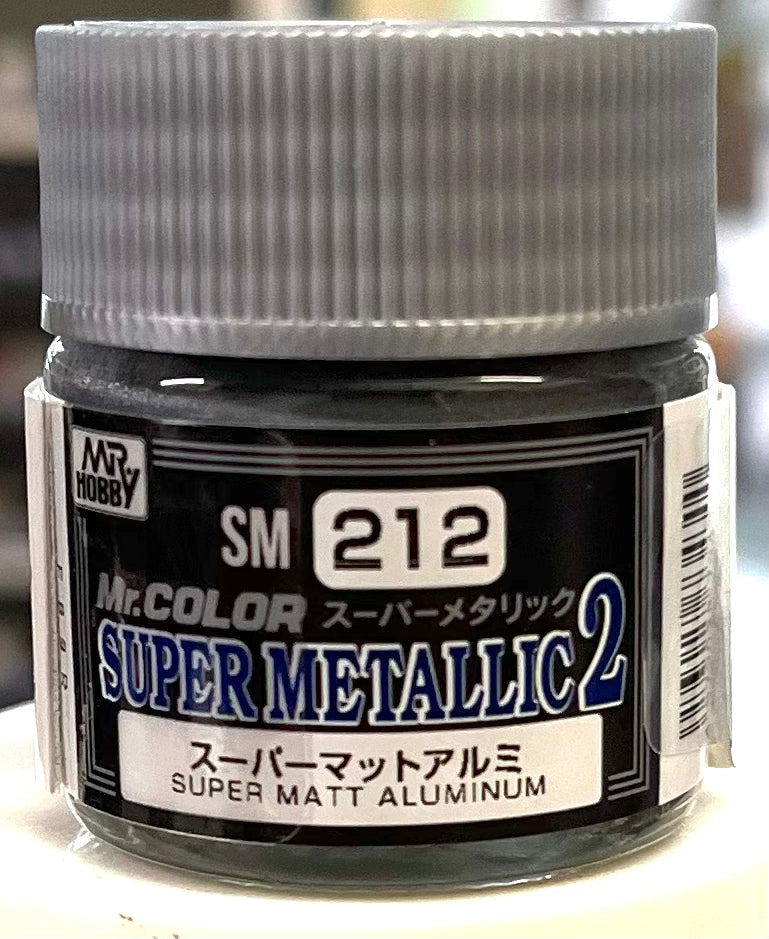 MR.
HOBBY
SM 212
Mr.COLOR スーパーメタリック
SUPER METALLIC 2
スーパーマットアルミ
SUPER MATT ALUMINUM